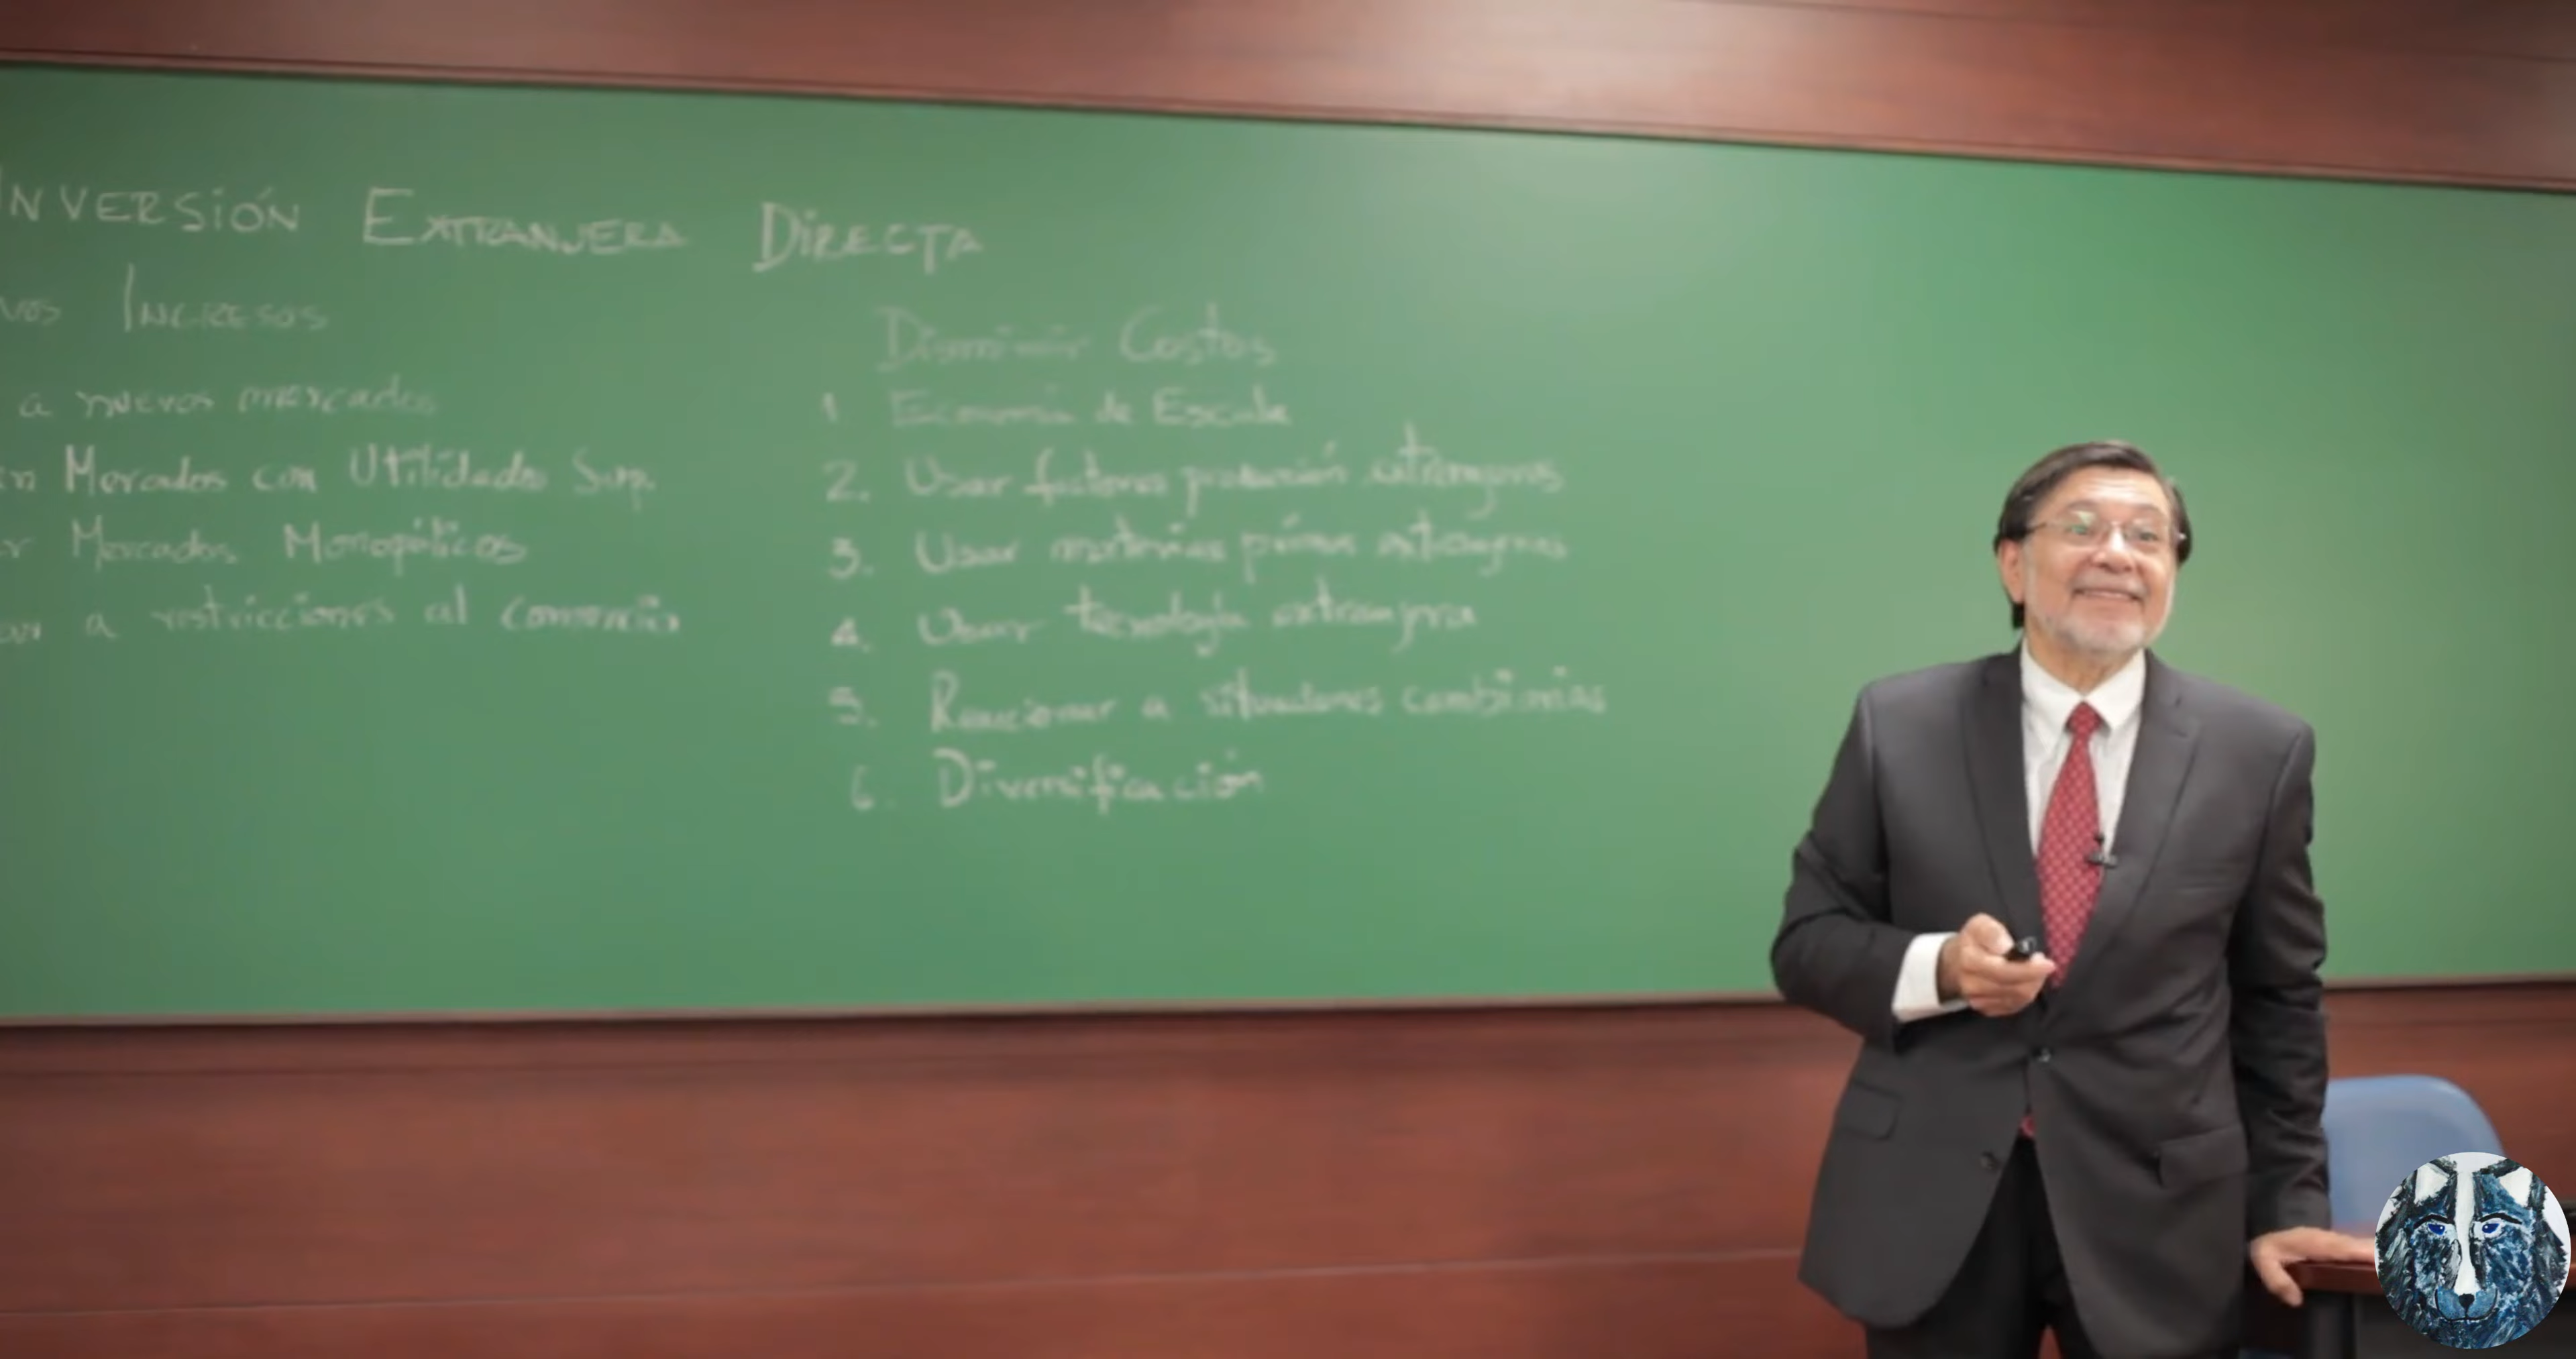 INVERSIÓN EXTRANJERA DIRECTA
INGRESOS
a nuevos mercados
Mercados con Utilidades Sup.
Mercados Monopólicos
a restricciones al comercio
Disminuir Costos
1 Economía de Escala
2. Usar factores producción extranjeros
3. Usar materias primas extranjeras
4. Usar tecnología extranjera
5. Reaccionar a situaciones cambiarias
6. Diversificación